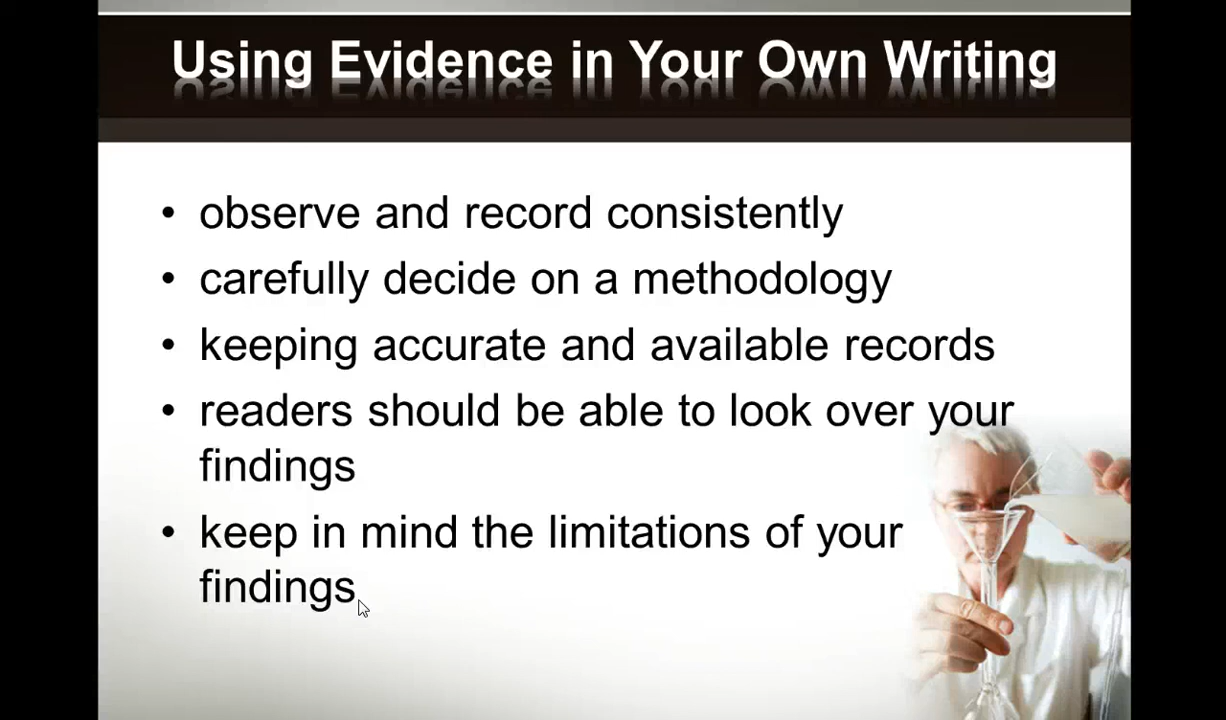 Using Evidence in Your Own Writing
• observe and record consistently
• carefully decide on a methodology
• keeping accurate and available records
• readers should be able to look over your
findings
• keep in mind the limitations of your
findings